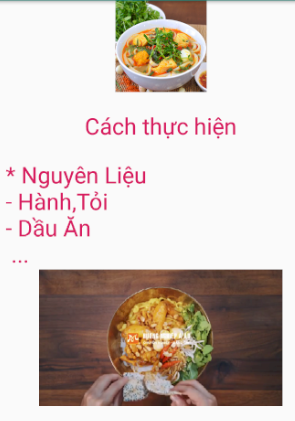 Cách thực hiện
* Nguyên Liệu
- Hành,Tỏi
- Dầu Ăn
...